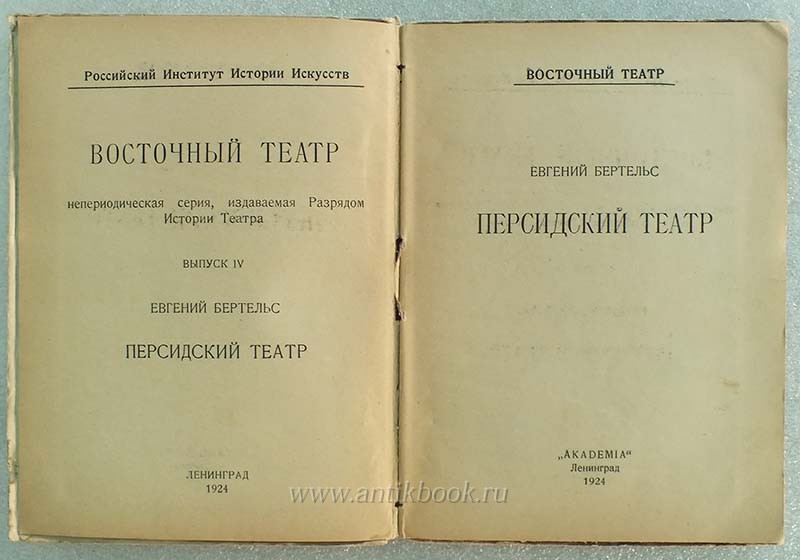 Российский Институт Истории Искусств
ВОСТОЧНЫЙ ТЕАТР
непериодическая серия, издаваемая Разрядом
Истории Театра
ВЫПУСК IV
ЕВГЕНИЙ БЕРТЕЛЬС
ПЕРСИДСКИЙ ТЕАТР
ЛЕНИНГРАД
1924
ВОСТОЧНЫЙ ТЕАТР
ЕВГЕНИЙ БЕРТЕЛЬС
ПЕРСИДСКИЙ ТЕАТР
„AKADEMIA“
Ленинград
1924
www.antikbook.ru